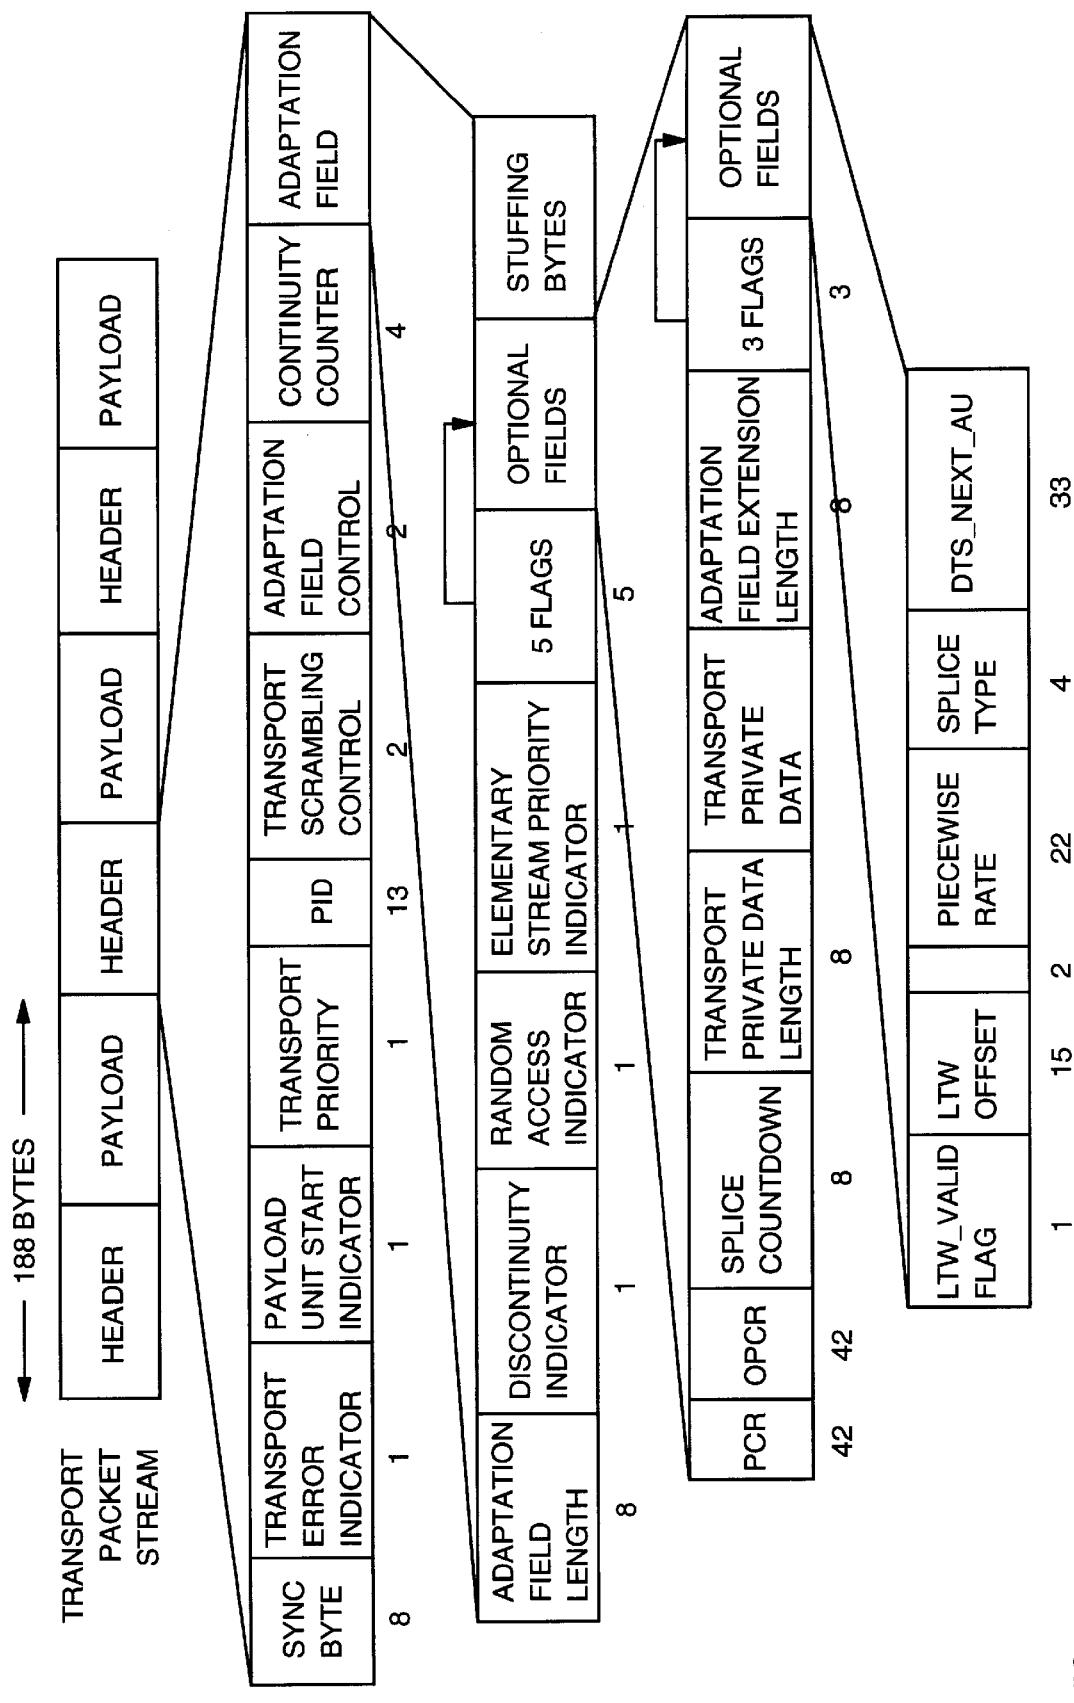 TRANSPORT
PACKET
STREAM
188 BYTES
HEADER
PAYLOAD
HEADER
PAYLOAD
HEADER
PAYLOAD
SYNC
BYTE
TRANSPORT
ERROR
INDICATOR
PAYLOAD
UNIT START
INDICATOR
TRANSPORT
PRIORITY
PID
TRANSPORT
SCRAMBLING
CONTROL
ADAPTATION
FIELD
CONTROL
CONTINUITY
COUNTER
ADAPTATION
FIELD
8
1
1
1
13
2
2
4
ADAPTATION
FIELD
LENGTH
DISCONTINUITY
INDICATOR
RANDOM
ACCESS
INDICATOR
ELEMENTARY
STREAM PRIORITY
INDICATOR
5 FLAGS
OPTIONAL
FIELDS
STUFFING
BYTES
8
1
1
1
5
PCR
OPCR
SPLICE
COUNTDOWN
TRANSPORT
PRIVATE DATA
LENGTH
TRANSPORT
PRIVATE
DATA
ADAPTATION
FIELD EXTENSION
LENGTH
3 FLAGS
OPTIONAL
FIELDS
42
42
8
8
8
3
LTW_VALID
FLAG
LTW
OFFSET
PIECEWISE
RATE
SPLICE
TYPE
DTS_NEXT_AU
1
15
2
22
4
33